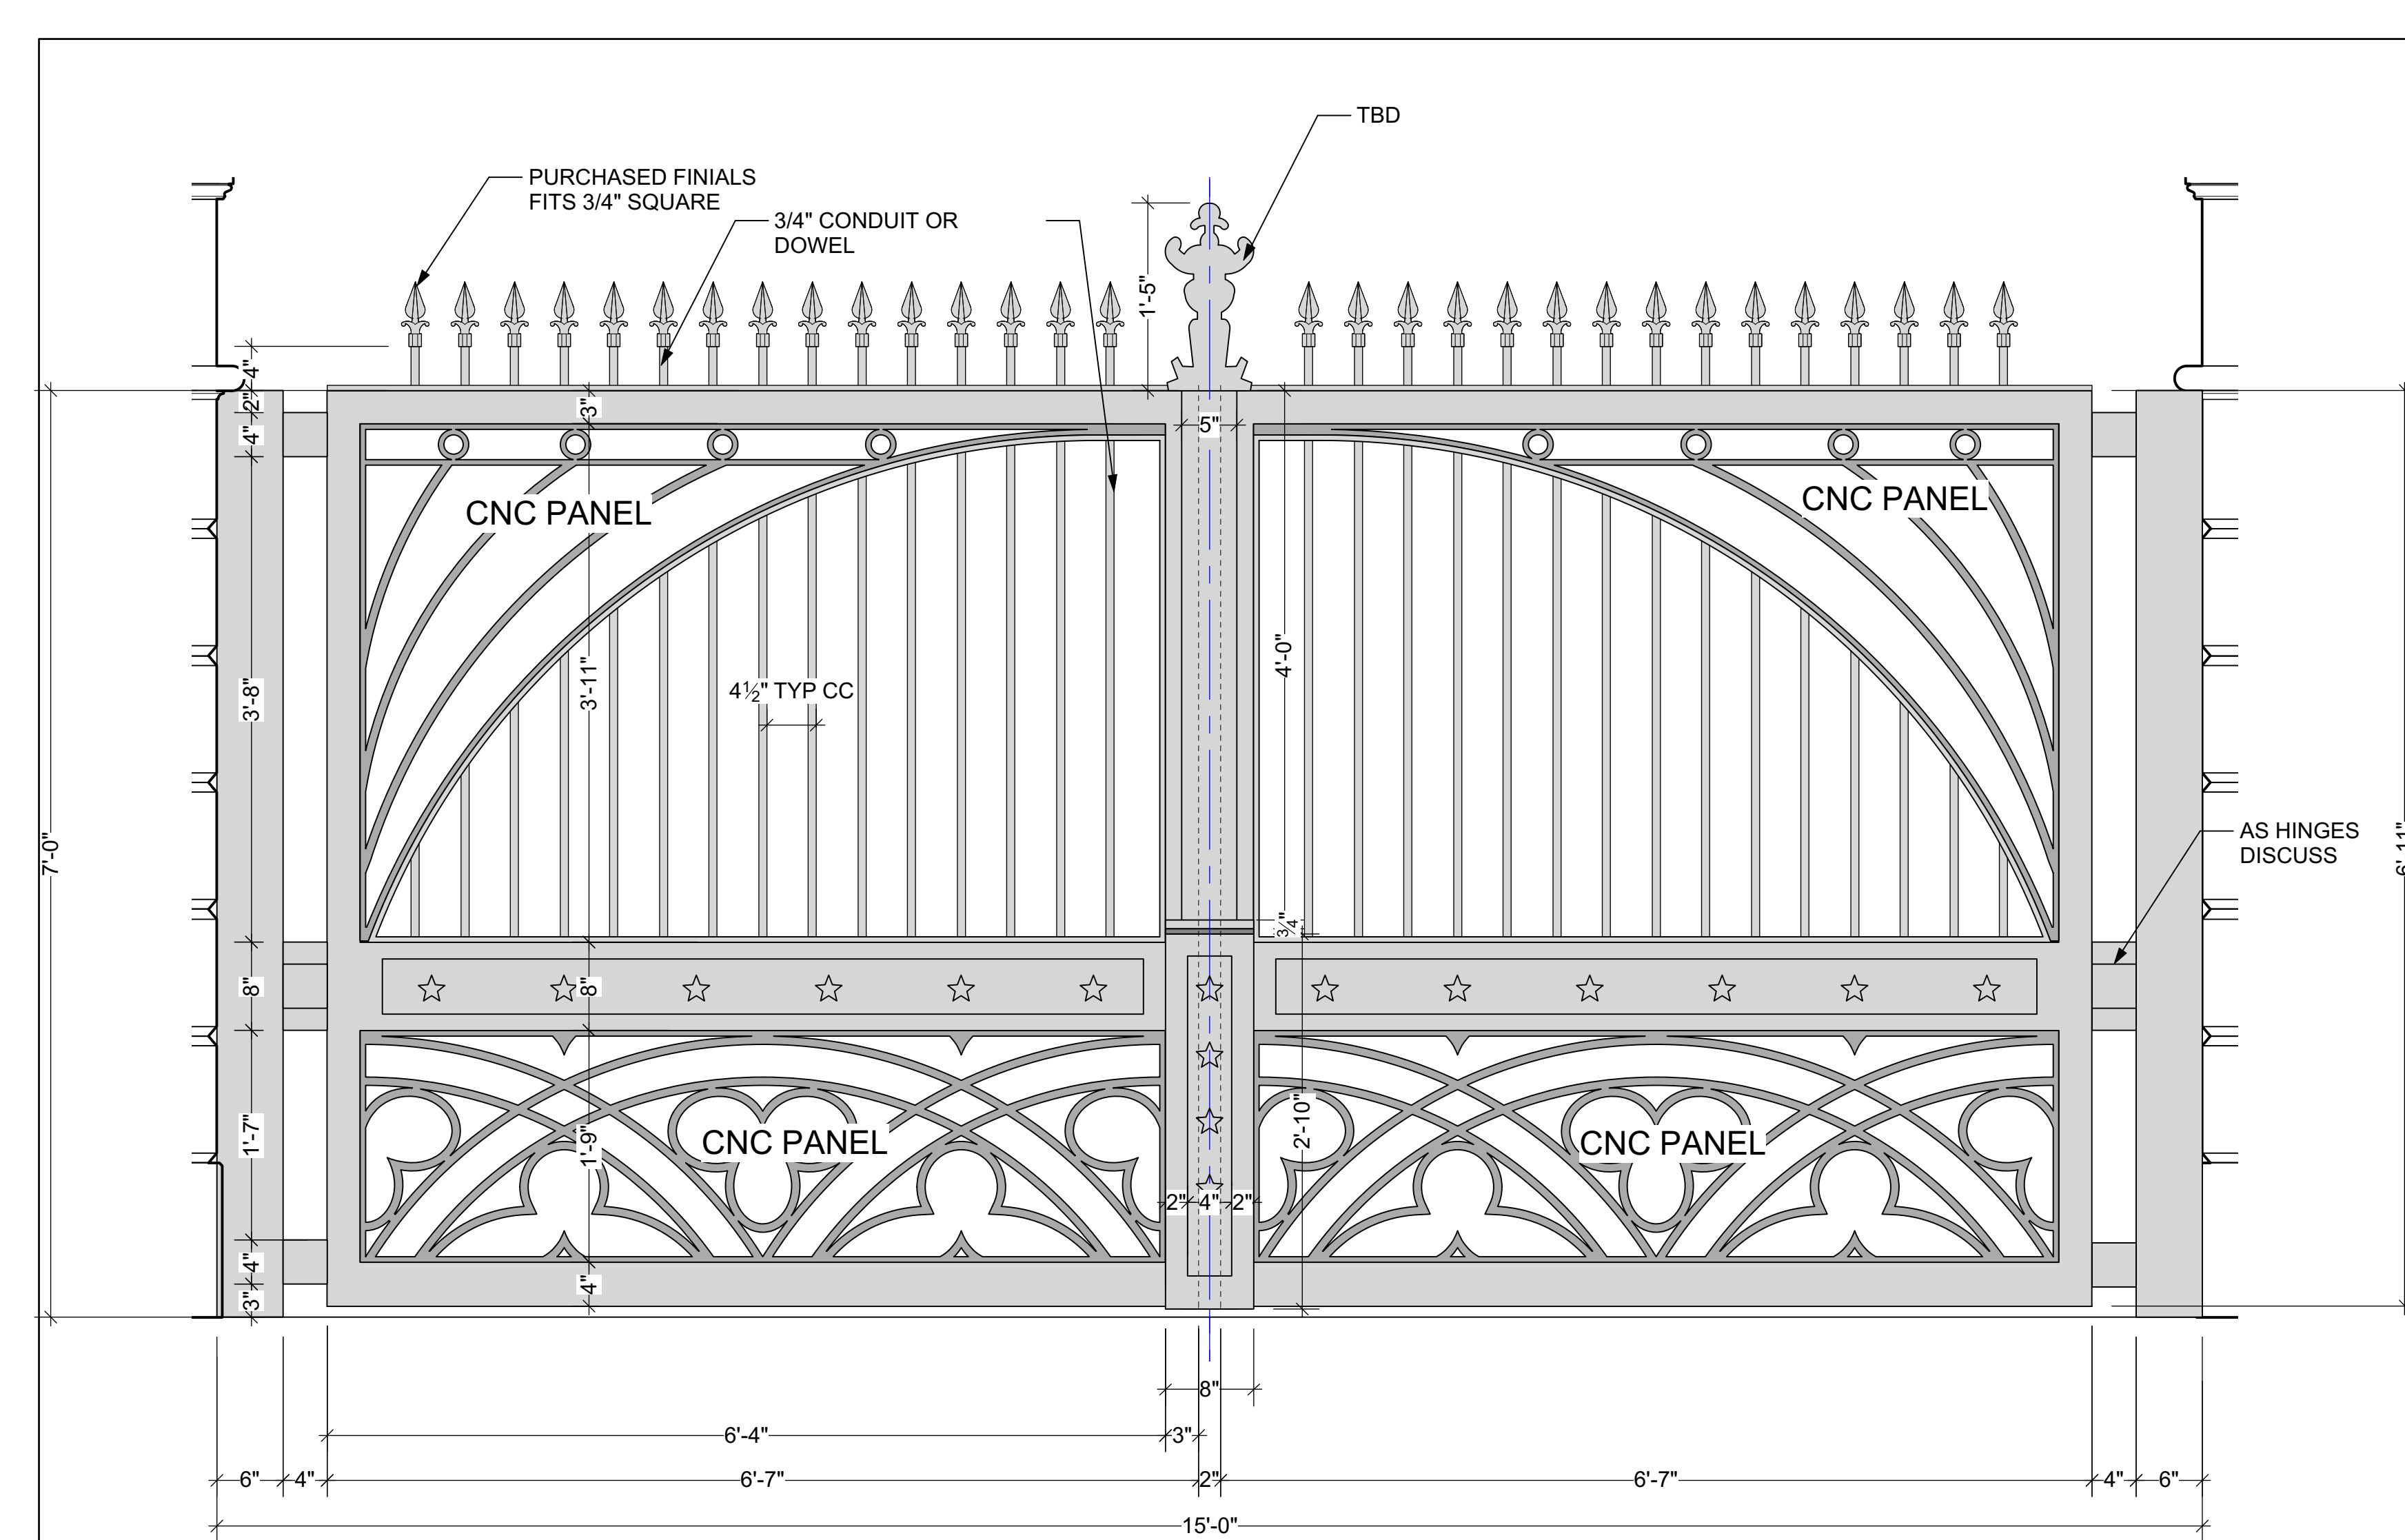 TBD
PURCHASED FINIALS
FITS 3/4" SQUARE
3/4" CONDUIT OR
DOWEL
1'-5"
4"
2"
4"
3"
5"
CNC PANEL
CNC PANEL
3'-8"
3'-11"
4½" TYP CC
4'-0"
7'-0"
6'-11"
AS HINGES
DISCUSS
¾"
8"
8"
1'-7"
1'-9"
CNC PANEL
2'-10"
CNC PANEL
2"
4"
2"
4"
4"
3"
8"
6'-4"
3"
6"
4"
6'-7"
2"
6'-7"
4"
6"
15'-0"